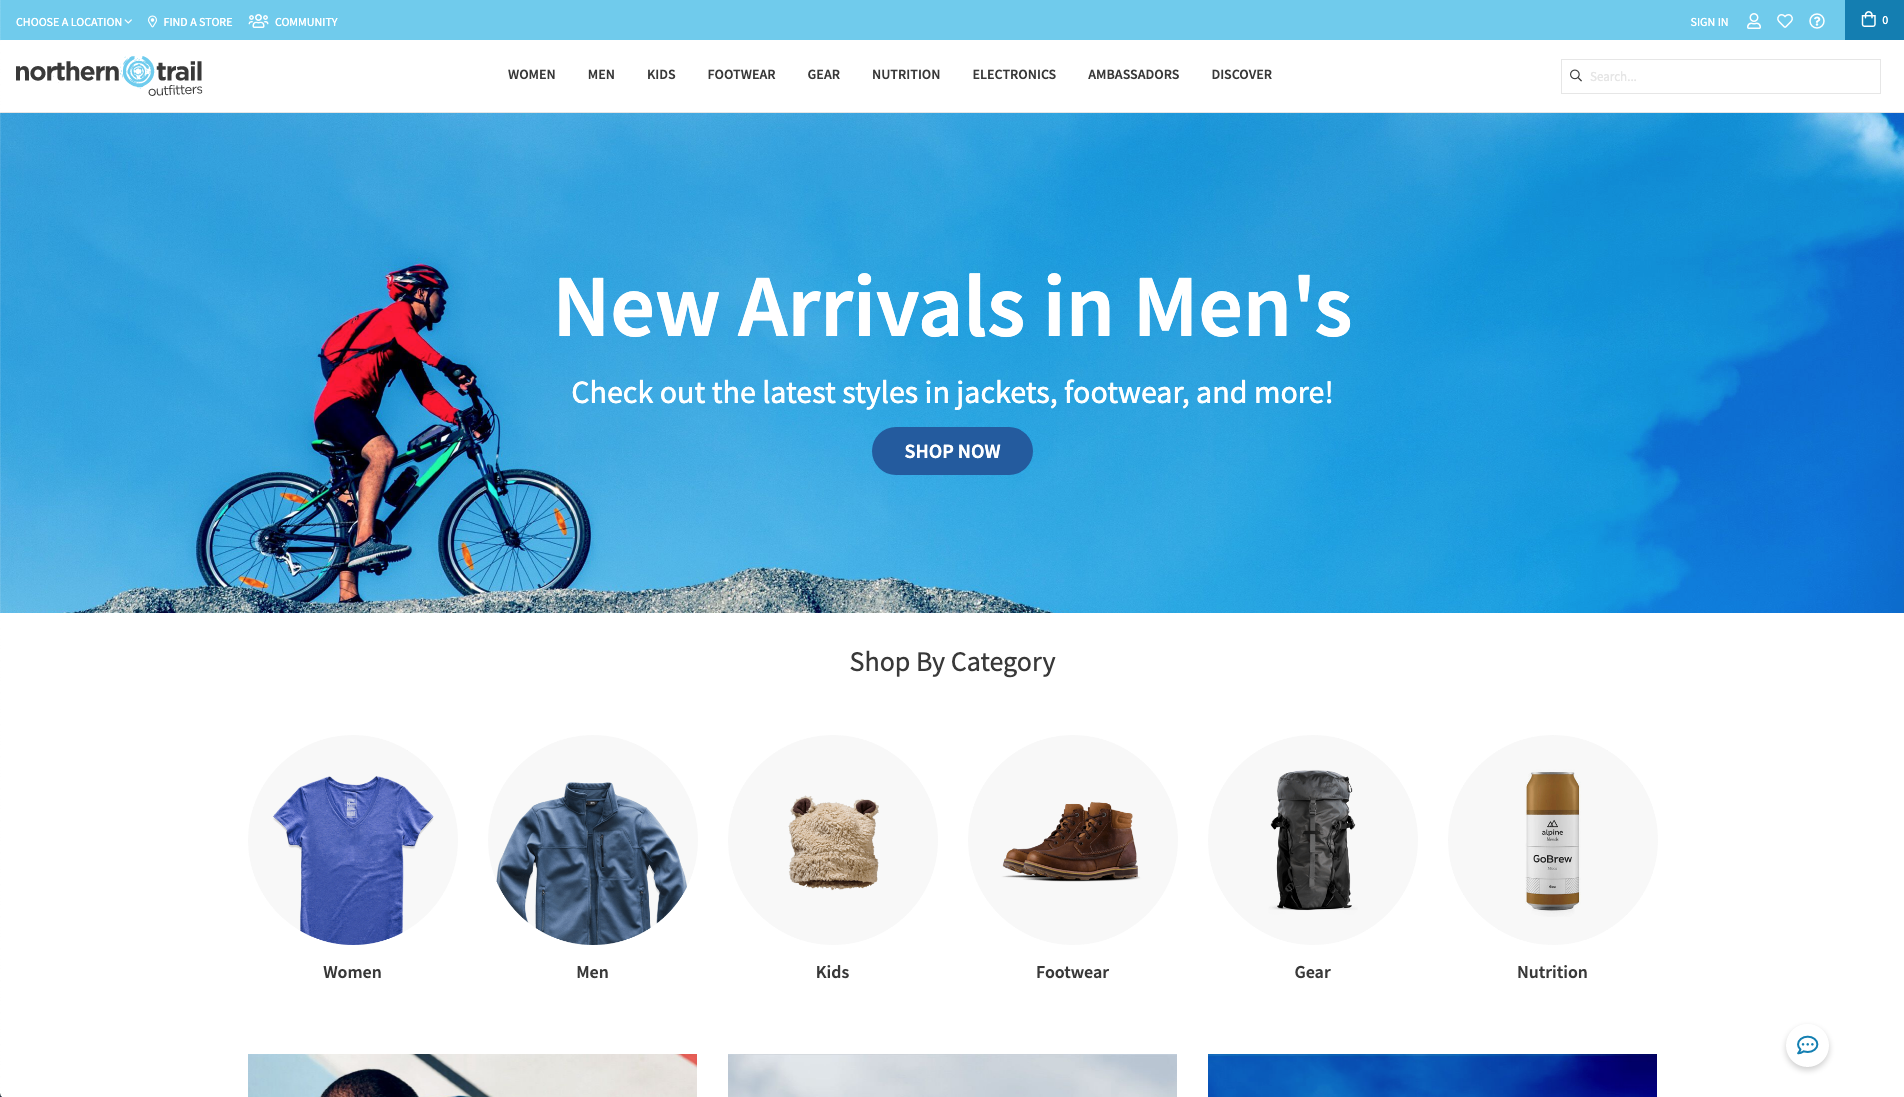 CHOOSE A LOCATION
FIND A STORE
COMMUNITY
SIGN IN
0
northern trail
outfitters
WOMEN
MEN
KIDS
FOOTWEAR
GEAR
NUTRITION
ELECTRONICS
AMBASSADORS
DISCOVER
Search...
New Arrivals in Men's
Check out the latest styles in jackets, footwear, and more!
SHOP NOW
Shop By Category
alpine
GoBrew
Women
Men
Kids
Footwear
Gear
Nutrition